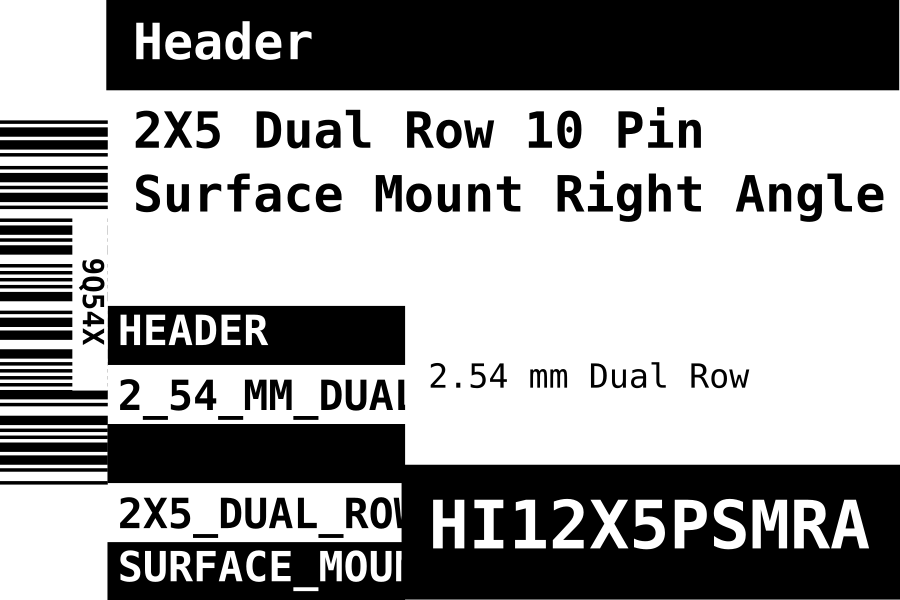 Header
2X5 Dual Row 10 Pin
Surface Mount Right Angle
9Q54X
HEADER
2_54_MM_DUAL
2.54 mm Dual Row
2X5_DUAL_ROW
SURFACE_MOUN
HI12X5PSMRA